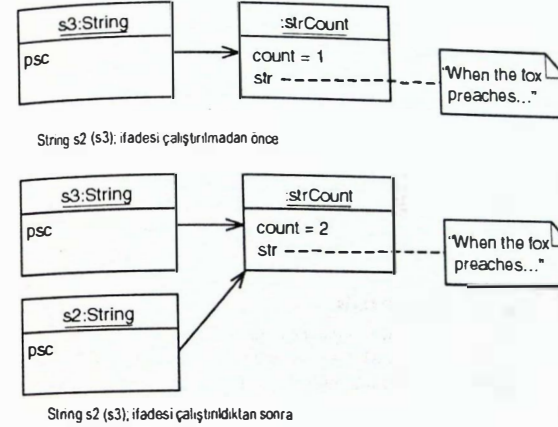 s3:String
:strCount
psc
count = 1
str
"When the fox
preaches..."
String s2 (s3); ifadesi çalıştırılmadan önce
s3:String
:strCount
psc
count = 2
str
"When the fox
preaches..."
s2:String
psc
String s2 (s3); ifadesi çalıştırıldıktan sonra